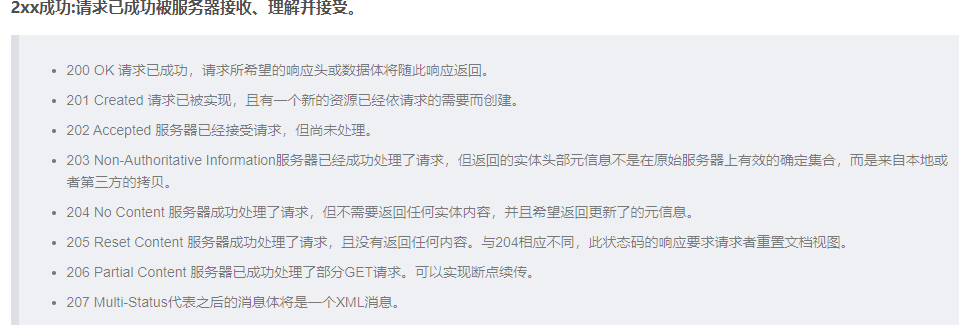 2xx成功:请求已成功被服务器接收、理解并接受。
200 OK 请求已成功，请求所希望的响应头或数据体将随此响应返回。
201 Created 请求已被实现，且有一个新的资源已经依请求的需要而创建。
202 Accepted 服务器已经接受请求，但尚未处理。
203 Non-Authoritative Information服务器已经成功处理了请求，但返回的实体头部元信息不是在原始服务器上有效的确定集合，而是来自本地或
者第三方的拷贝。
204 No Content 服务器成功处理了请求，但不需要返回任何实体内容，并且希望返回更新了的元信息。
205 Reset Content 服务器成功处理了请求，且没有返回任何内容。与204相应不同，此状态码的响应要求请求者重置文档视图。
206 Partial Content 服务器已成功处理了部分GET请求。可以实现断点续传。
207 Multi-Status代表之后的消息体将是一个XML消息。